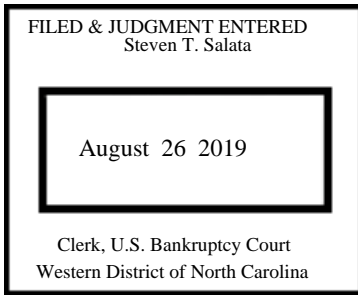 FILED & JUDGMENT ENTERED
Steven T. Salata
August 26 2019
Clerk, U.S. Bankruptcy Court
Western District of North Carolina